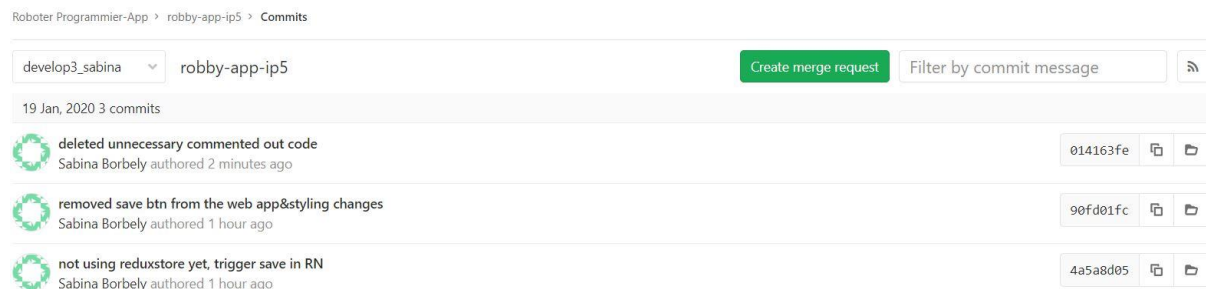 Roboter Programmier-App > robby-app-ip5 > Commits
develop3_sabina robby-app-ip5 Create merge request Filter by commit message
19 Jan, 2020 3 commits
deleted unnecessary commented out code
Sabina Borbely authored 2 minutes ago
014163fe
removed save btn from the web app&styling changes
Sabina Borbely authored 1 hour ago
90fd01fc
not using reduxstore yet, trigger save in RN
Sabina Borbely authored 1 hour ago
4a5a8d05